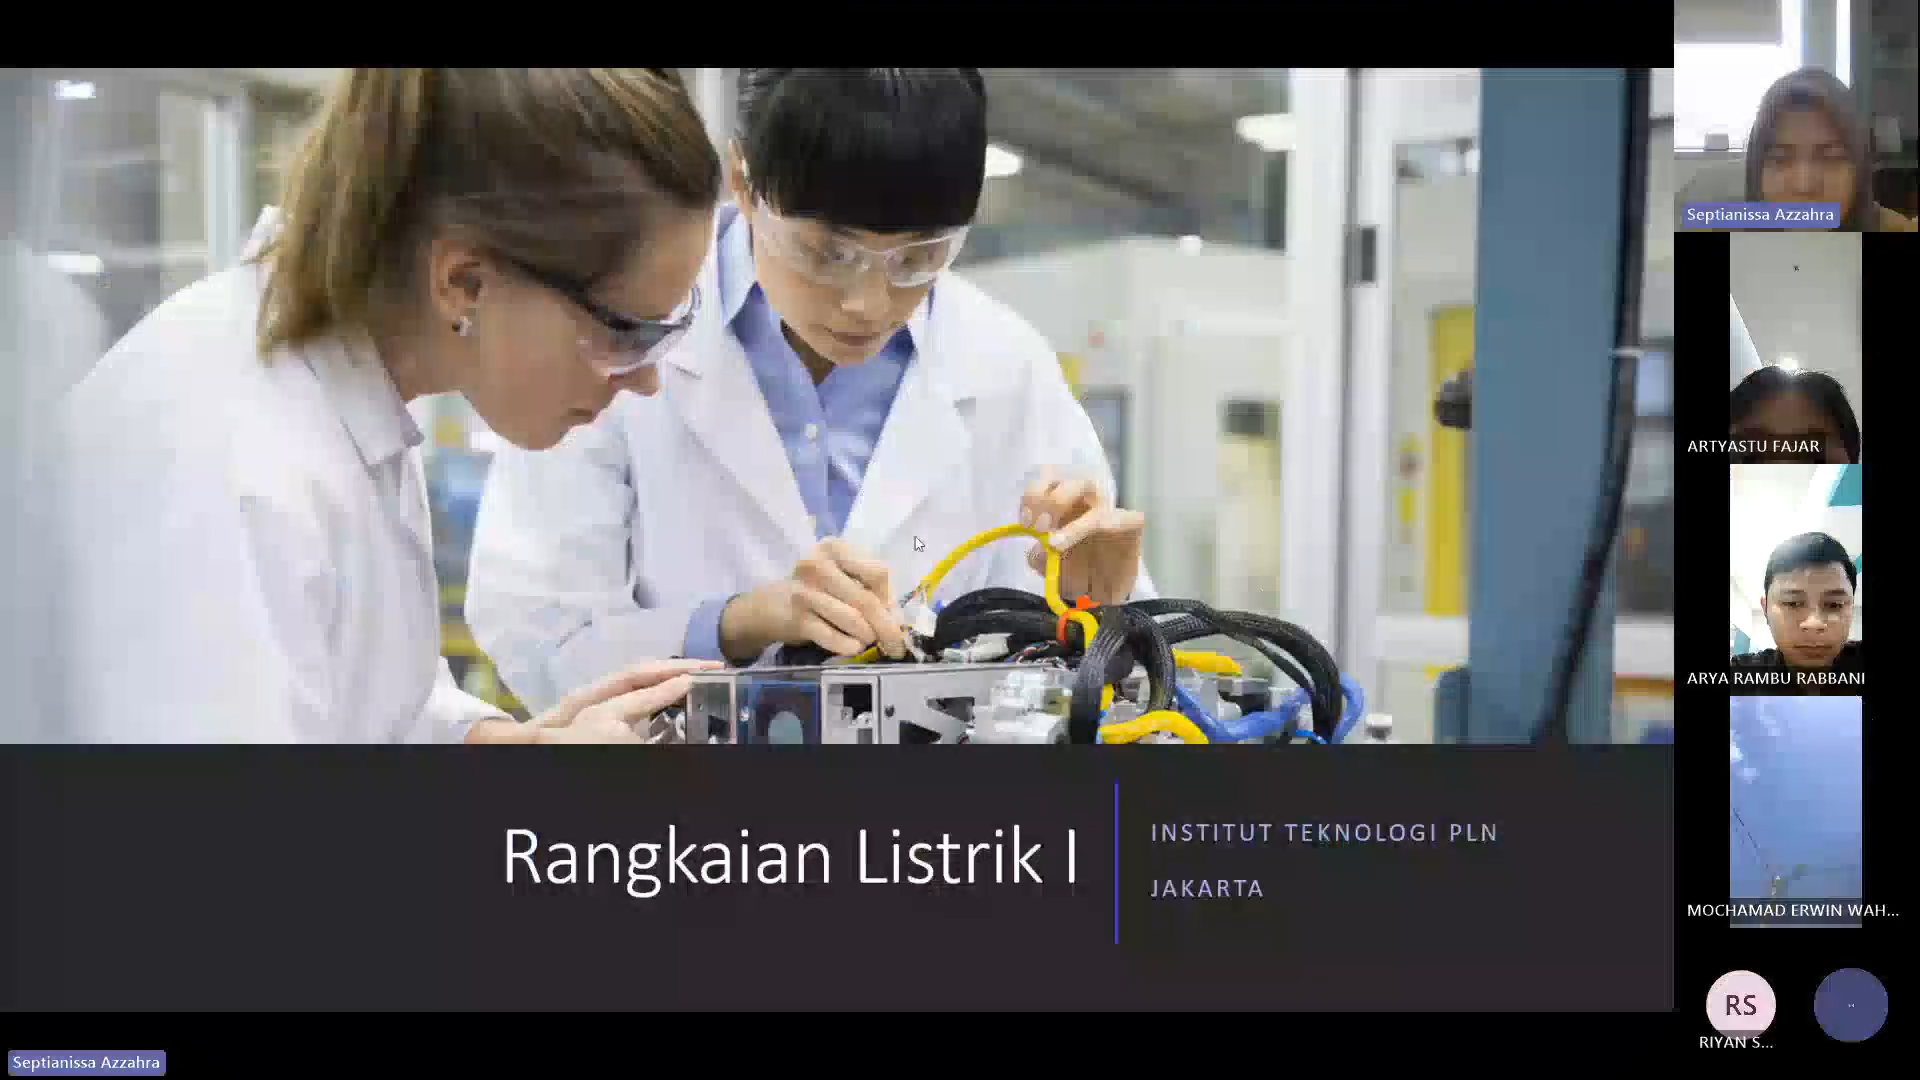 Septianissa Azzahra
ARTYASTU FAJAR
ARYA RAMBU RABBANI
MOCHAMAD ERWIN WAH...
RS
RIYAN S...
Rangkaian Listrik I
INSTITUT TEKNOLOGI PLN
JAKARTA
Septianissa Azzahra